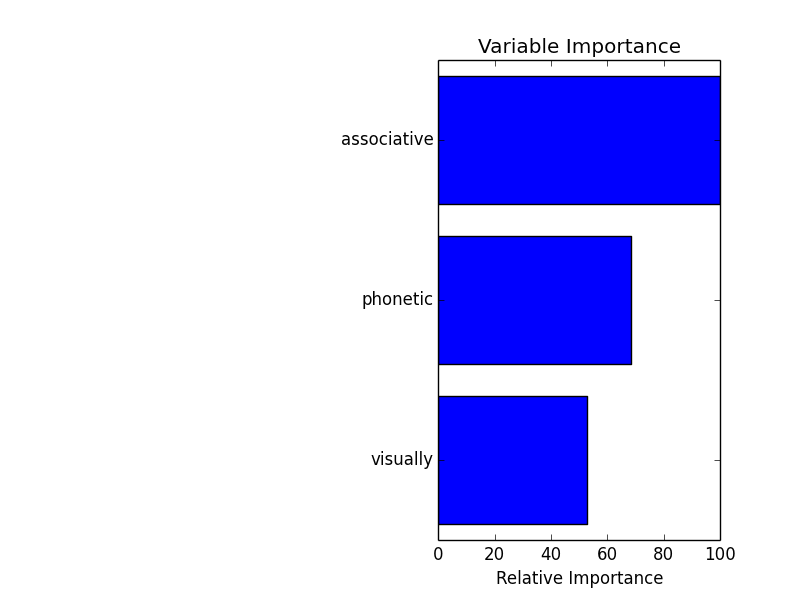 Variable Importance
associative
phonetic
visually
0 20 40 60 80 100
Relative Importance